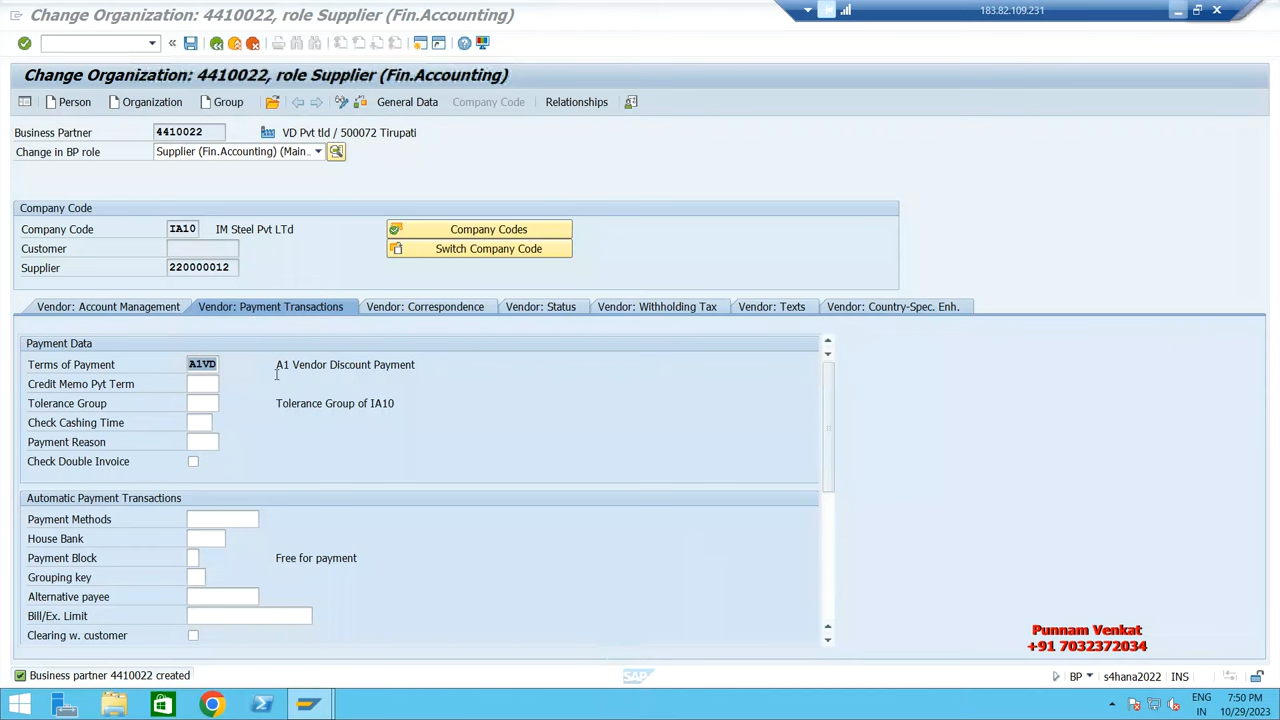 Change Organization: 4410022, role Supplier (Fin.Accounting)
183.82.109.231
Change Organization: 4410022, role Supplier (Fin.Accounting)
Person Organization Group General Data Company Code Relationships
Business Partner 4410022 VD Pvt tld / 500072 Tirupati
Change in BP role Supplier (Fin.Accounting) (Main..
Company Code
Company Code IA10 IM Steel Pvt LTd Company Codes
Customer Switch Company Code
Supplier 220000012
Vendor: Account Management Vendor: Payment Transactions Vendor: Correspondence Vendor: Status Vendor: Withholding Tax Vendor: Texts Vendor: Country-Spec. Enh.
Payment Data
Terms of Payment A1VD A1 Vendor Discount Payment
Credit Memo Pyt Term
Tolerance Group Tolerance Group of IA10
Check Cashing Time
Payment Reason
Check Double Invoice
Automatic Payment Transactions
Payment Methods
House Bank
Payment Block Free for payment
Grouping key
Alternative payee
Bill/Ex. Limit
Clearing w. customer
Punnam Venkat
+91 7032372034
Business partner 4410022 created SAP BP s4hana2022 INS
ENG 7:50 PM
IN 10/29/2023